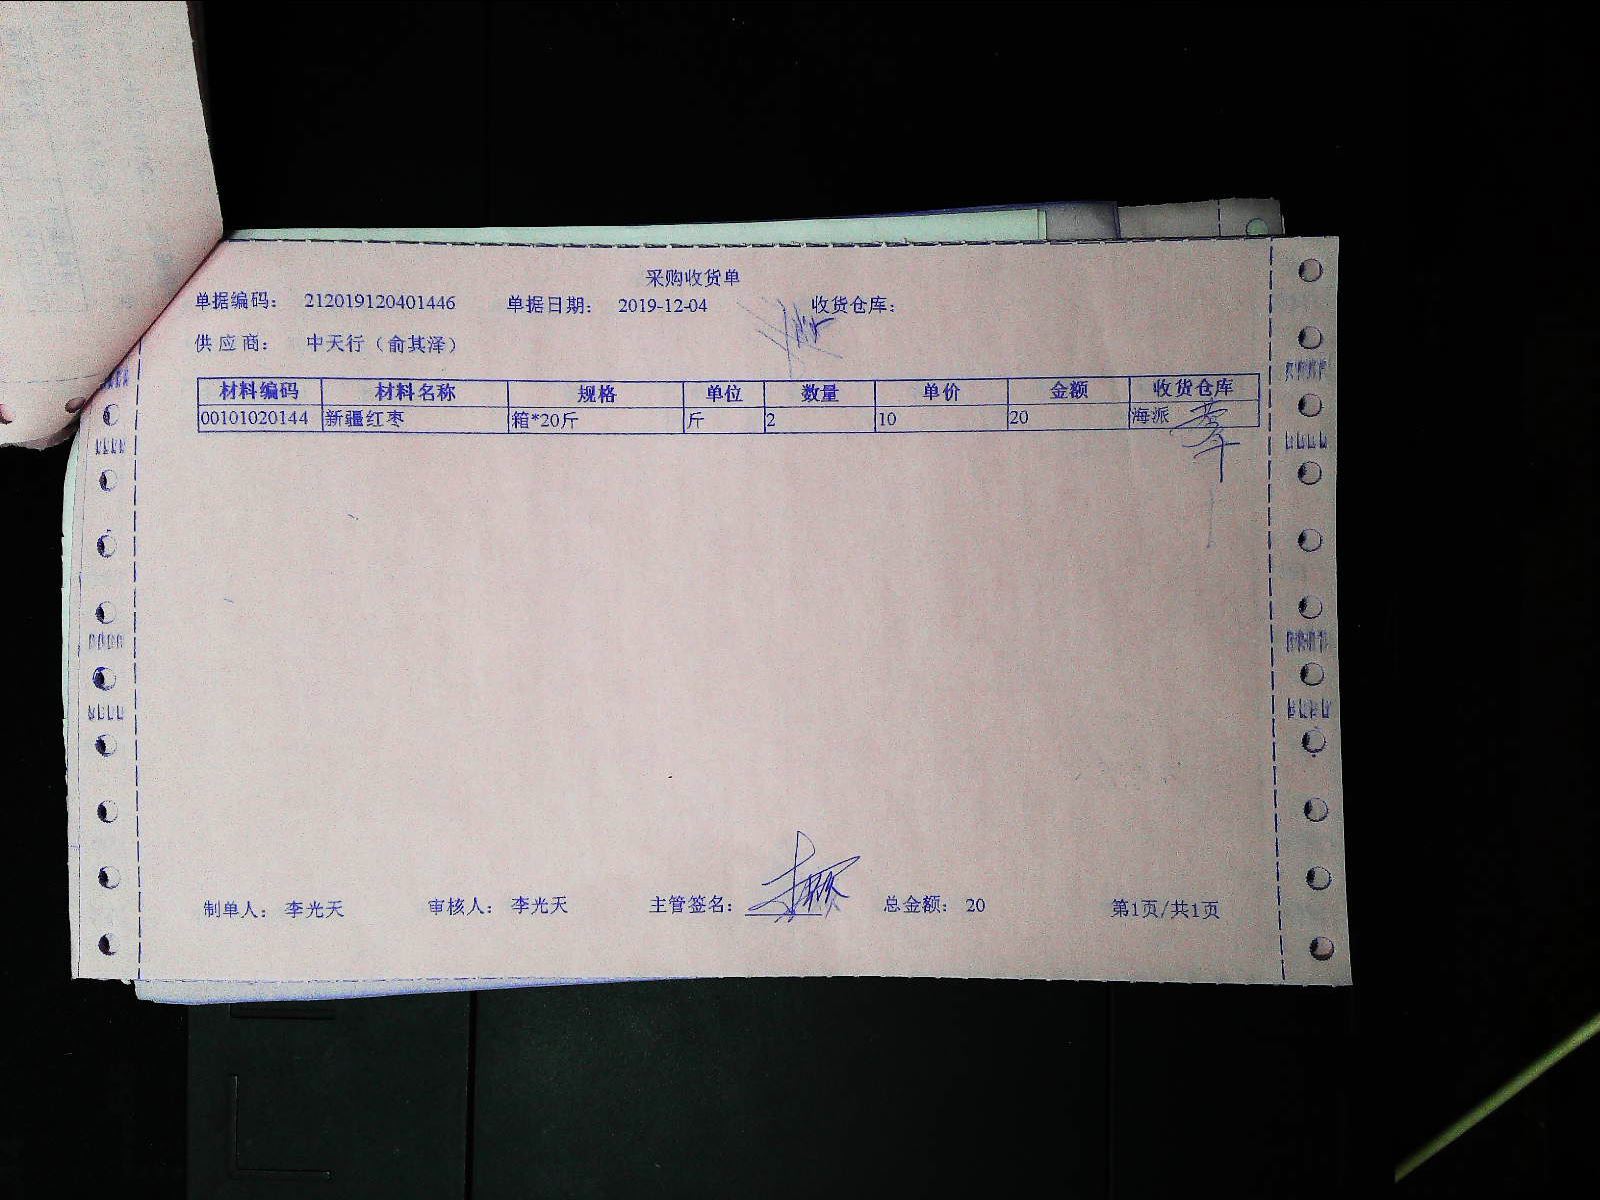 采购收货单
单据编码： 212019120401446 单据日期： 2019-12-04 收货仓库：
供应商： 中天行（俞其泽）
材料编码 材料名称 规格 单位 数量 单价 金额 收货仓库
00101020144 新疆红枣 箱*20斤 斤 2 10 20 海派
制单人： 李光天 审核人： 李光天 主管签名： 总金额： 20 第1页/共1页